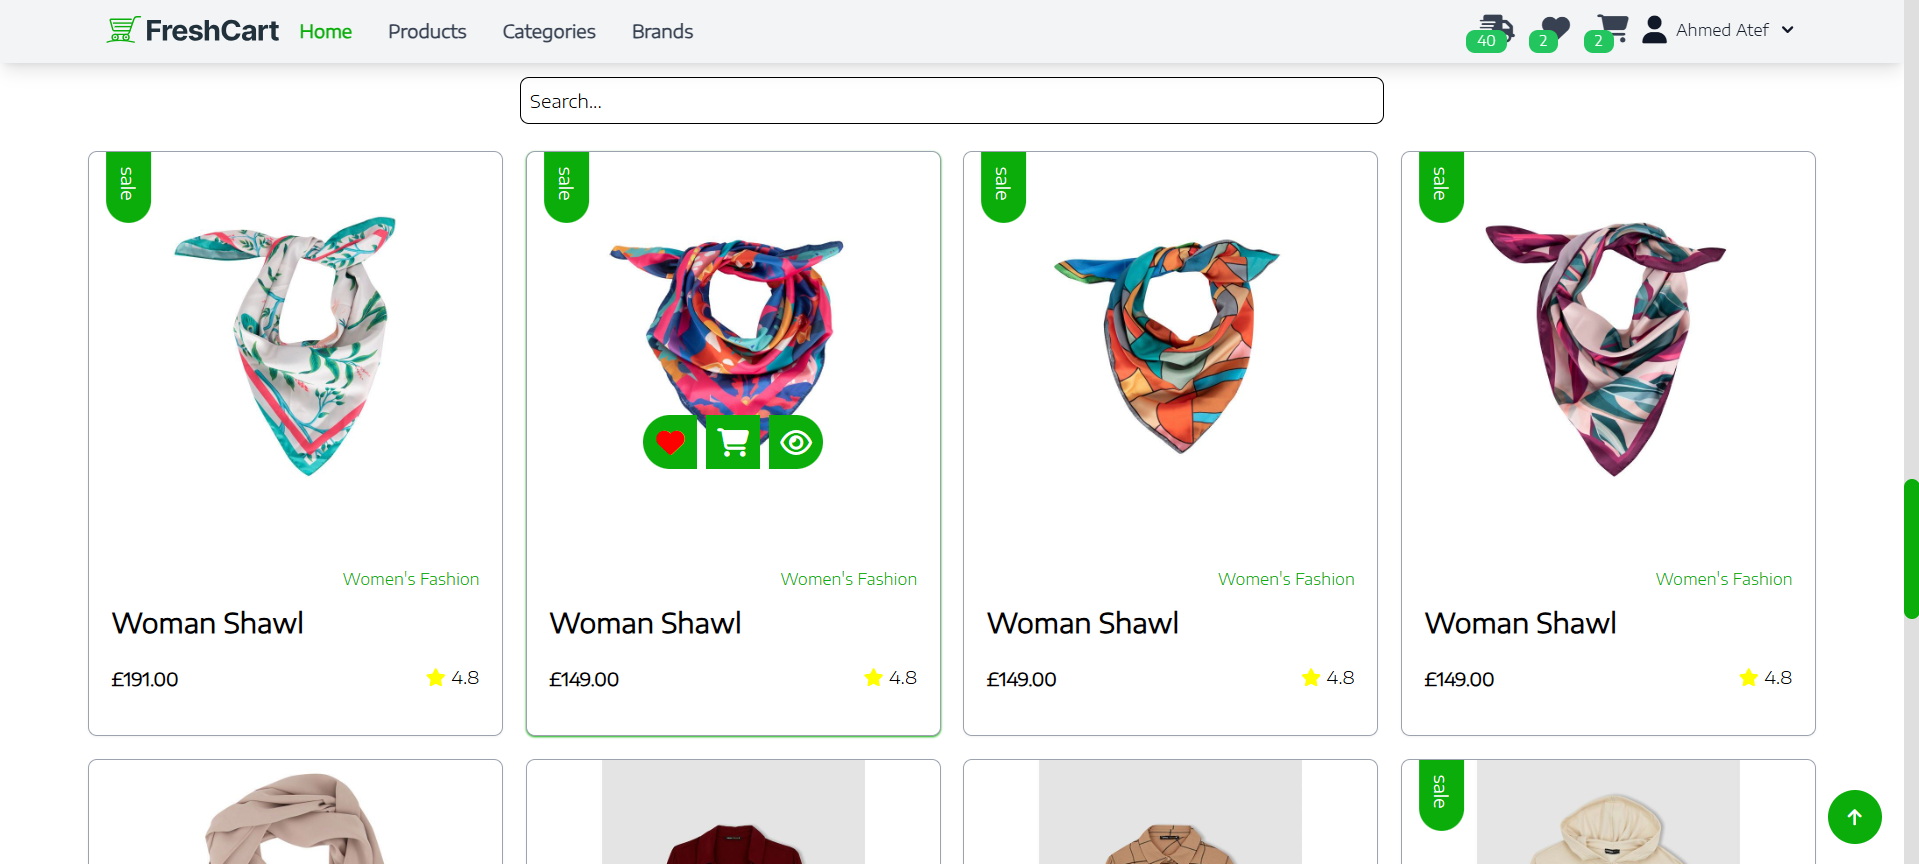 FreshCart Home Products Categories Brands 40 2 2 Ahmed Atef
Search...
sale sale sale sale
Women's Fashion Women's Fashion Women's Fashion Women's Fashion
Woman Shawl Woman Shawl Woman Shawl Woman Shawl
£191.00 4.8 £149.00 4.8 £149.00 4.8 £149.00 4.8
sale